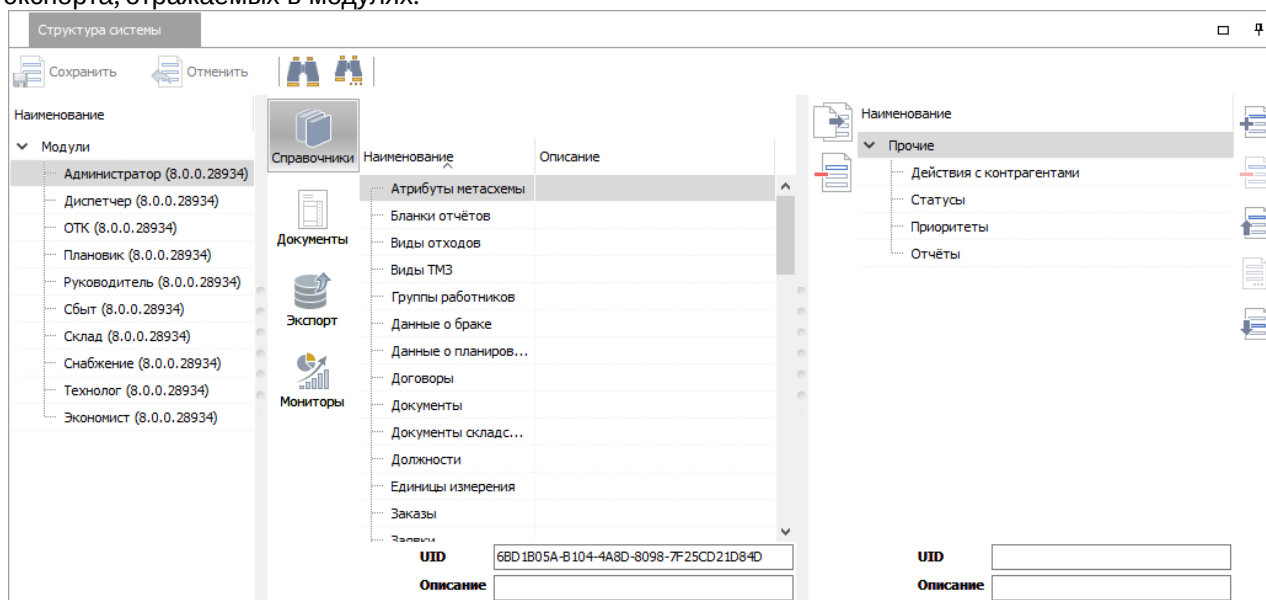 экспорта, отражаемых в модулях.
Структура системы
Сохранить
Отменить
Наименование
Модули
Администратор (8.0.0.28934)
Диспетчер (8.0.0.28934)
ОТК (8.0.0.28934)
Плановик (8.0.0.28934)
Руководитель (8.0.0.28934)
Сбыт (8.0.0.28934)
Склад (8.0.0.28934)
Снабжение (8.0.0.28934)
Технолог (8.0.0.28934)
Экономист (8.0.0.28934)
Справочники
Документы
Экспорт
Мониторы
Наименование Описание
Атрибуты метасхемы
Бланки отчётов
Виды отходов
Виды ТМЗ
Группы работников
Данные о браке
Данные о планиров...
Договоры
Документы
Документы складс...
Должности
Единицы измерения
Заказы
Заявки
UID 6BD1B05A-B104-4A8D-8098-7F25CD21D84D
Описание
Наименование
Прочие
Действия с контрагентами
Статусы
Приоритеты
Отчёты
UID
Описание